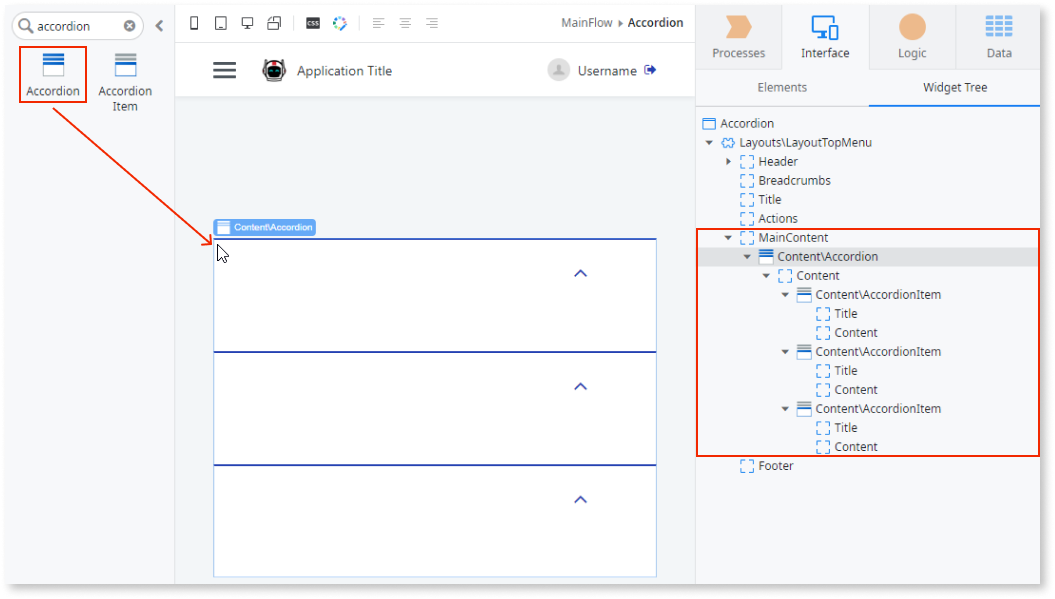 accordion
Accordion
Accordion
Item
CSS
MainFlow ▸ Accordion
Application Title
Username
Content\Accordion
Processes
Interface
Logic
Data
Elements
Widget Tree
Accordion
Layouts\LayoutTopMenu
Header
Breadcrumbs
Title
Actions
MainContent
Content\Accordion
Content
Content\AccordionItem
Title
Content
Content\AccordionItem
Title
Content
Content\AccordionItem
Title
Content
Footer